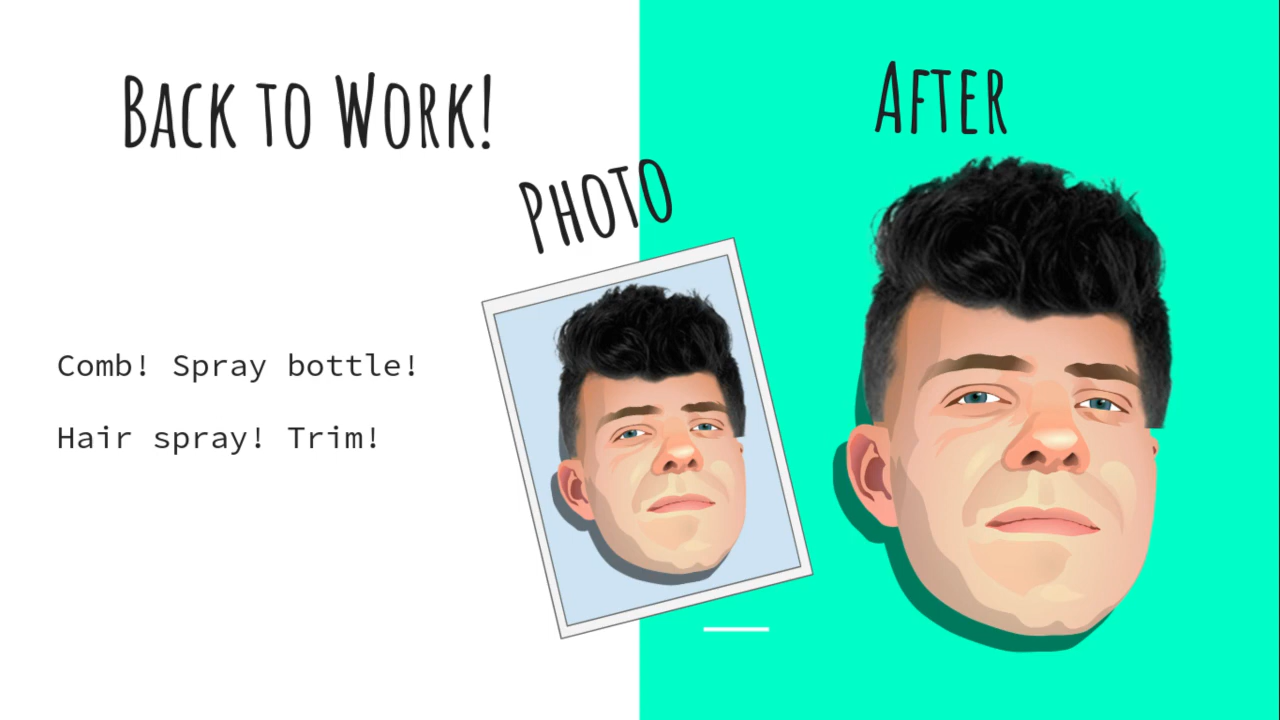 Back to Work!
After
Photo
Comb! Spray bottle!
Hair spray! Trim!